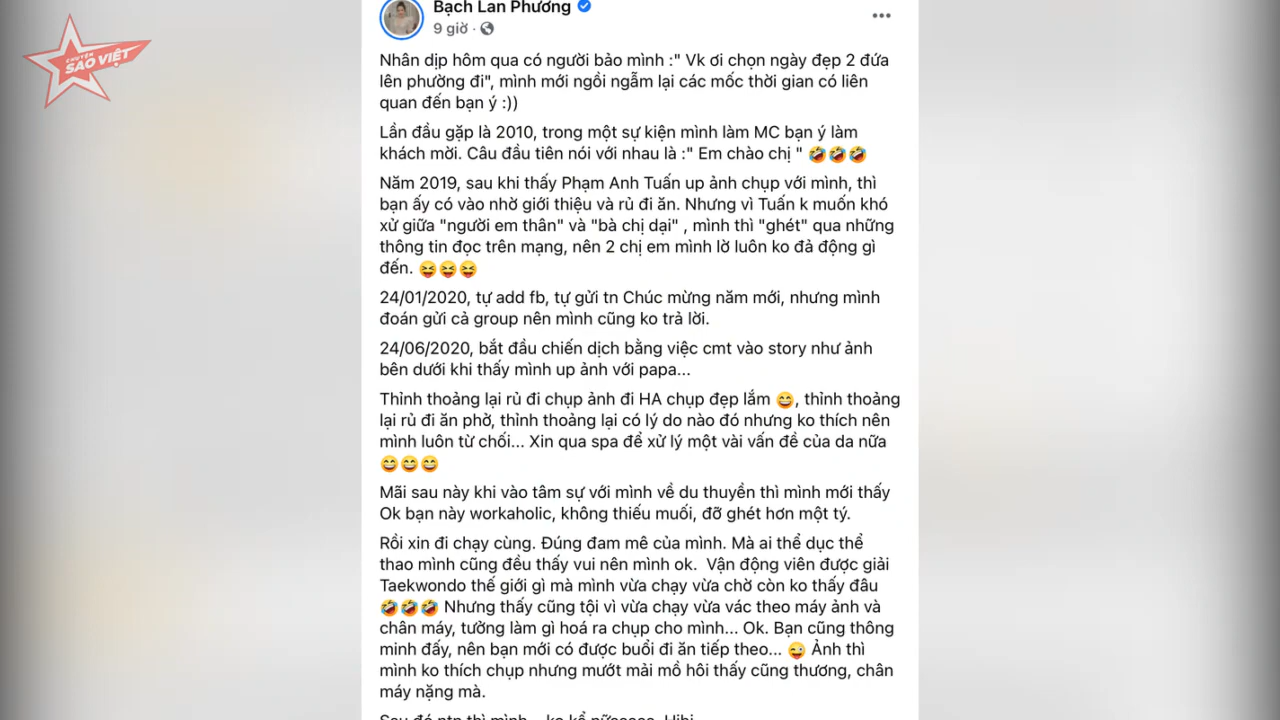 CHUYỆN
SAO VIỆT
Bạch Lan Phương
9 giờ ·
Nhân dịp hôm qua có người bảo mình :" Vk ơi chọn ngày đẹp 2 đứa
lên phường đi", mình mới ngồi ngẫm lại các mốc thời gian có liên
quan đến bạn ý :))
Lần đầu gặp là 2010, trong một sự kiện mình làm MC bạn ý làm
khách mời. Câu đầu tiên nói với nhau là :" Em chào chị " 🤣🤣🤣
Năm 2019, sau khi thấy Phạm Anh Tuấn up ảnh chụp với mình, thì
bạn ấy có vào nhờ giới thiệu và rủ đi ăn. Nhưng vì Tuấn k muốn khó
xử giữa "người em thân" và "bà chị dại" , mình thì "ghét" qua những
thông tin đọc trên mạng, nên 2 chị em mình lờ luôn ko đả động gì
đến. 😝😝😝
24/01/2020, tự add fb, tự gửi tn Chúc mừng năm mới, nhưng mình
đoán gửi cả group nên mình cũng ko trả lời.
24/06/2020, bắt đầu chiến dịch bằng việc cmt vào story như ảnh
bên dưới khi thấy mình up ảnh với papa...
Thỉnh thoảng lại rủ đi chụp ảnh đi HA chụp đẹp lắm 😄, thỉnh thoảng
lại rủ đi ăn phở, thỉnh thoảng lại có lý do nào đó nhưng ko thích nên
mình luôn từ chối... Xin qua spa để xử lý một vài vấn đề của da nữa
😄😄😄
Mãi sau này khi vào tâm sự với mình về du thuyền thì mình mới thấy
Ok bạn này workaholic, không thiếu muối, đỡ ghét hơn một tý.
Rồi xin đi chạy cùng. Đúng đam mê của mình. Mà ai thể dục thể
thao mình cũng đều thấy vui nên mình ok.  Vận động viên được giải
Taekwondo thế giới gì mà mình vừa chạy vừa chờ còn ko thấy đâu
🤣🤣🤣 Nhưng thấy cũng tội vì vừa chạy vừa vác theo máy ảnh và
chân máy, tưởng làm gì hoá ra chụp cho mình... Ok. Bạn cũng thông
minh đấy, nên bạn mới có được buổi đi ăn tiếp theo... 😜 Ảnh thì
mình ko thích chụp nhưng mướt mải mồ hôi thấy cũng thương, chân
máy nặng mà.